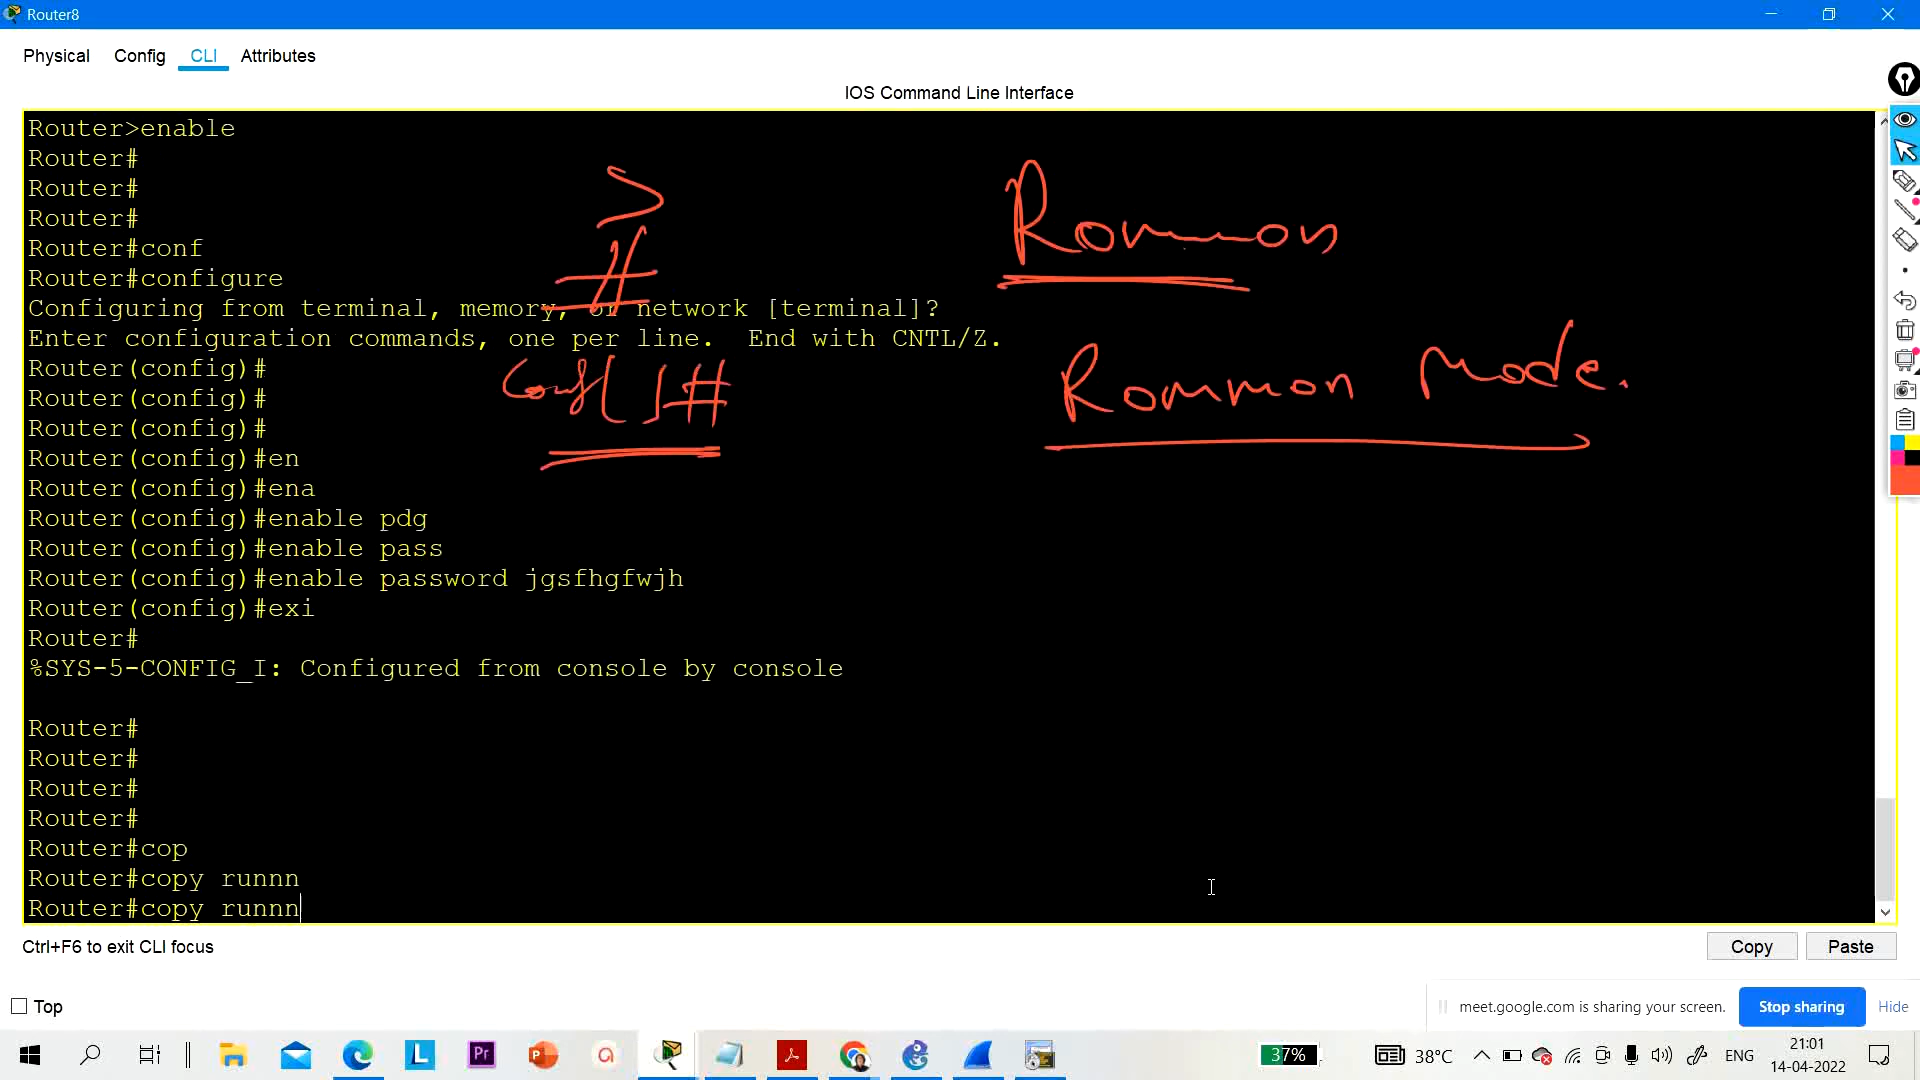 Router8
Physical Config CLI Attributes
IOS Command Line Interface
Router>enable
Router#
Router#
Router#
Router#conf
Router#configure
Configuring from terminal, memory, or network [terminal]?
Enter configuration commands, one per line.  End with CNTL/Z.
Router(config)#
Router(config)#
Router(config)#
Router(config)#en
Router(config)#ena
Router(config)#enable pdg
Router(config)#enable pass
Router(config)#enable password jgsfhgfwjh
Router(config)#exi
Router#
%SYS-5-CONFIG_I: Configured from console by console
Router#
Router#
Router#
Router#
Router#cop
Router#copy runnn
Router#copy runnn
>
#
Conf( )#
Rommon
Rommon Mode.
Ctrl+F6 to exit CLI focus
Copy Paste
Top
meet.google.com is sharing your screen. Stop sharing Hide
L Pr P a
37% 38°C ENG 21:01
14-04-2022